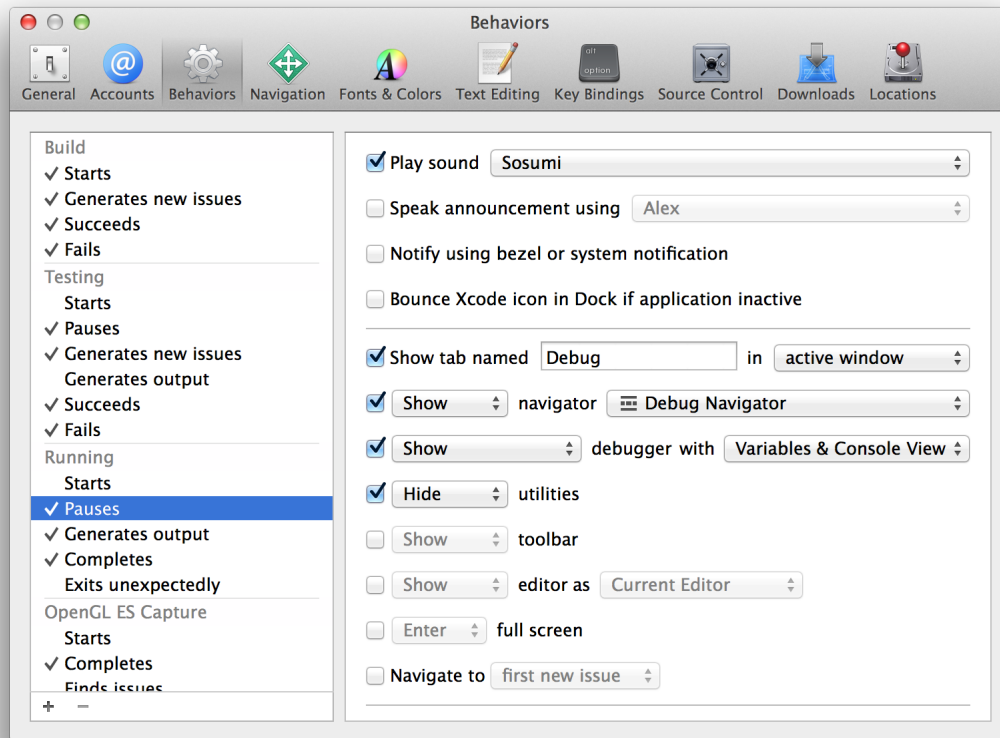 Behaviors
General Accounts Behaviors Navigation Fonts & Colors Text Editing alt option Key Bindings Source Control Downloads Locations
Build
Starts
Generates new issues
Succeeds
Fails
Testing
Starts
Pauses
Generates new issues
Generates output
Succeeds
Fails
Running
Starts
Pauses
Generates output
Completes
Exits unexpectedly
OpenGL ES Capture
Starts
Completes
Finds issues
Play sound Sosumi
Speak announcement using Alex
Notify using bezel or system notification
Bounce Xcode icon in Dock if application inactive
Show tab named Debug in active window
Show navigator Debug Navigator
Show debugger with Variables & Console View
Hide utilities
Show toolbar
Show editor as Current Editor
Enter full screen
Navigate to first new issue